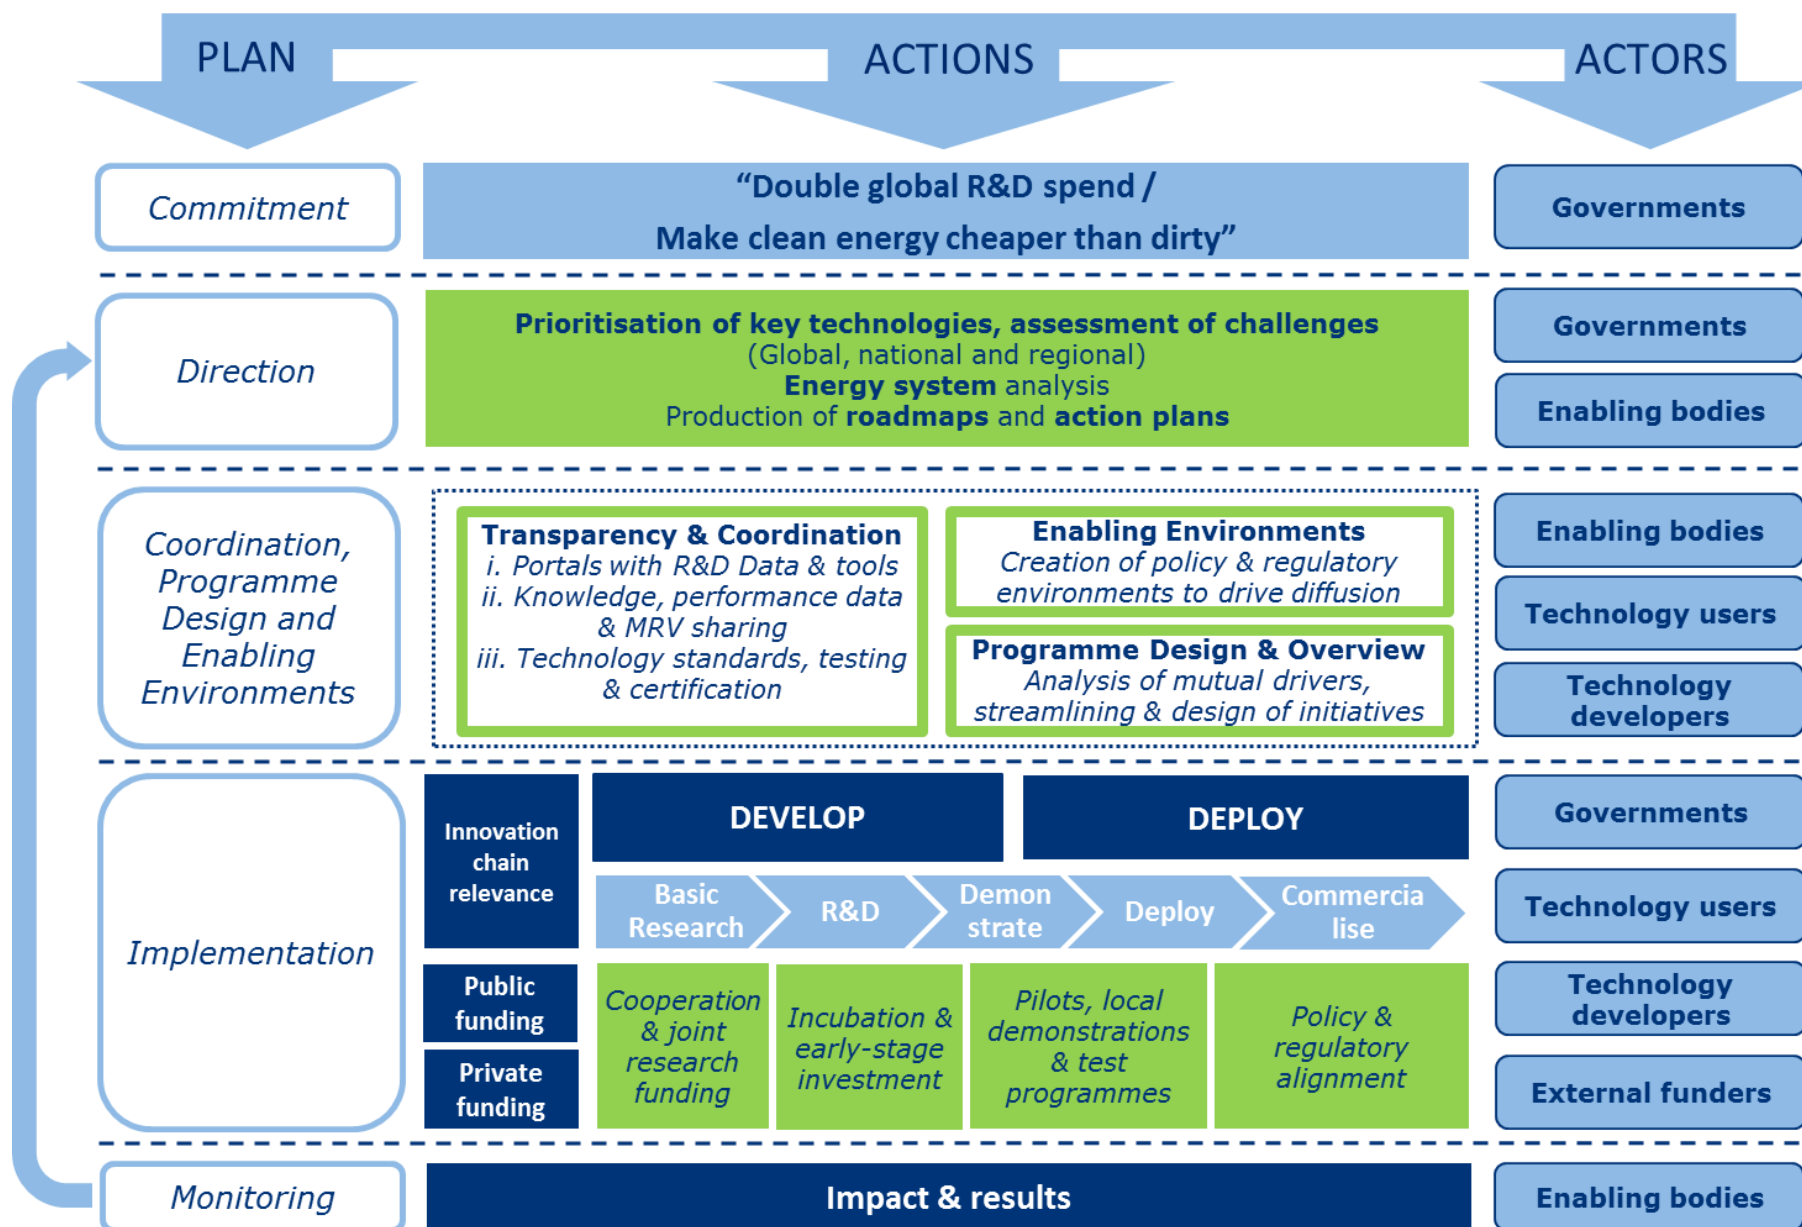 PLAN
ACTIONS
ACTORS
Commitment
“Double global R&D spend /
Make clean energy cheaper than dirty”
Governments
Direction
Prioritisation of key technologies, assessment of challenges
(Global, national and regional)
Energy system analysis
Production of roadmaps and action plans
Governments
Enabling bodies
Coordination,
Programme
Design and
Enabling
Environments
Transparency & Coordination
i. Portals with R&D Data & tools
ii. Knowledge, performance data
& MRV sharing
iii. Technology standards, testing
& certification
Enabling Environments
Creation of policy & regulatory
environments to drive diffusion
Programme Design & Overview
Analysis of mutual drivers,
streamlining & design of initiatives
Enabling bodies
Technology users
Technology
developers
Implementation
Innovation
chain
relevance
DEVELOP
DEPLOY
Basic
Research
R&D
Demon
strate
Deploy
Commercia
lise
Public
funding
Private
funding
Cooperation
& joint
research
funding
Incubation &
early-stage
investment
Pilots, local
demonstrations
& test
programmes
Policy &
regulatory
alignment
Governments
Technology users
Technology
developers
External funders
Monitoring
Impact & results
Enabling bodies